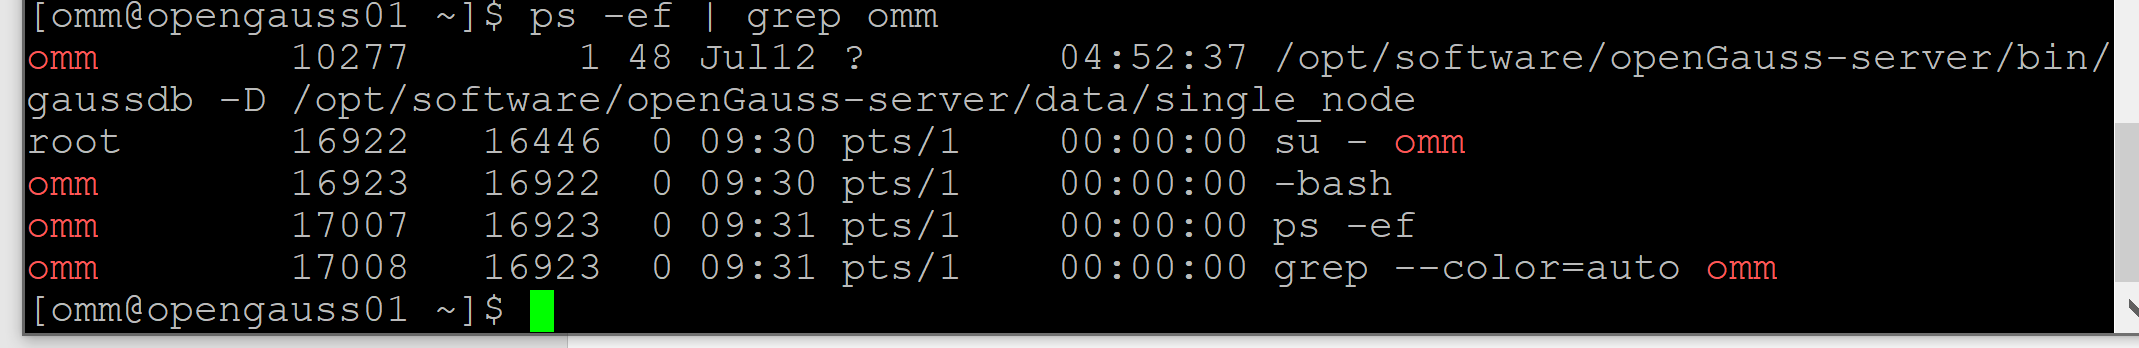 [omm@opengauss01 ~]$ ps -ef | grep omm
omm 10277 1 48 Jul12 ? 04:52:37 /opt/software/openGauss-server/bin/
gaussdb -D /opt/software/openGauss-server/data/single_node
root 16922 16446 0 09:30 pts/1 00:00:00 su - omm
omm 16923 16922 0 09:30 pts/1 00:00:00 -bash
omm 17007 16923 0 09:31 pts/1 00:00:00 ps -ef
omm 17008 16923 0 09:31 pts/1 00:00:00 grep --color=auto omm
[omm@opengauss01 ~]$